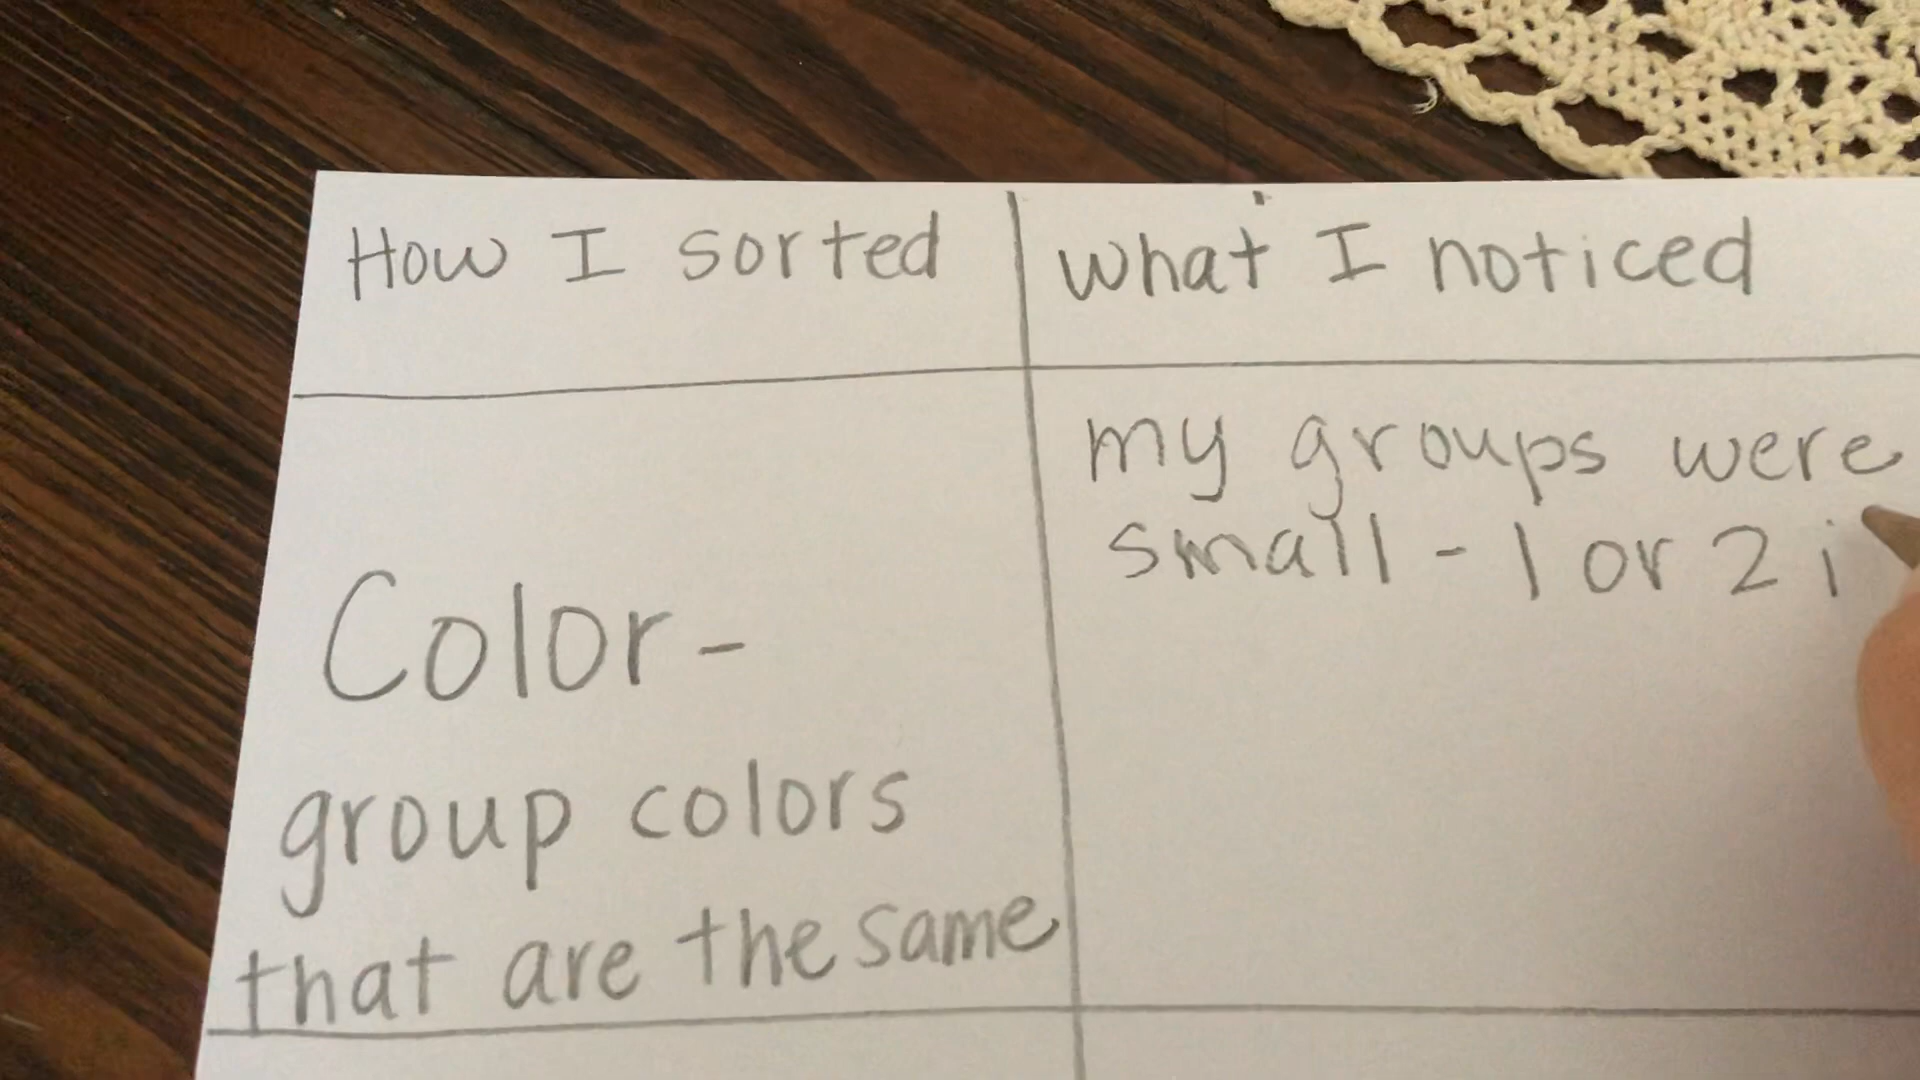 How I sorted
what I noticed
Color-
group colors
that are the same
my groups were
small - 1 or 2 i